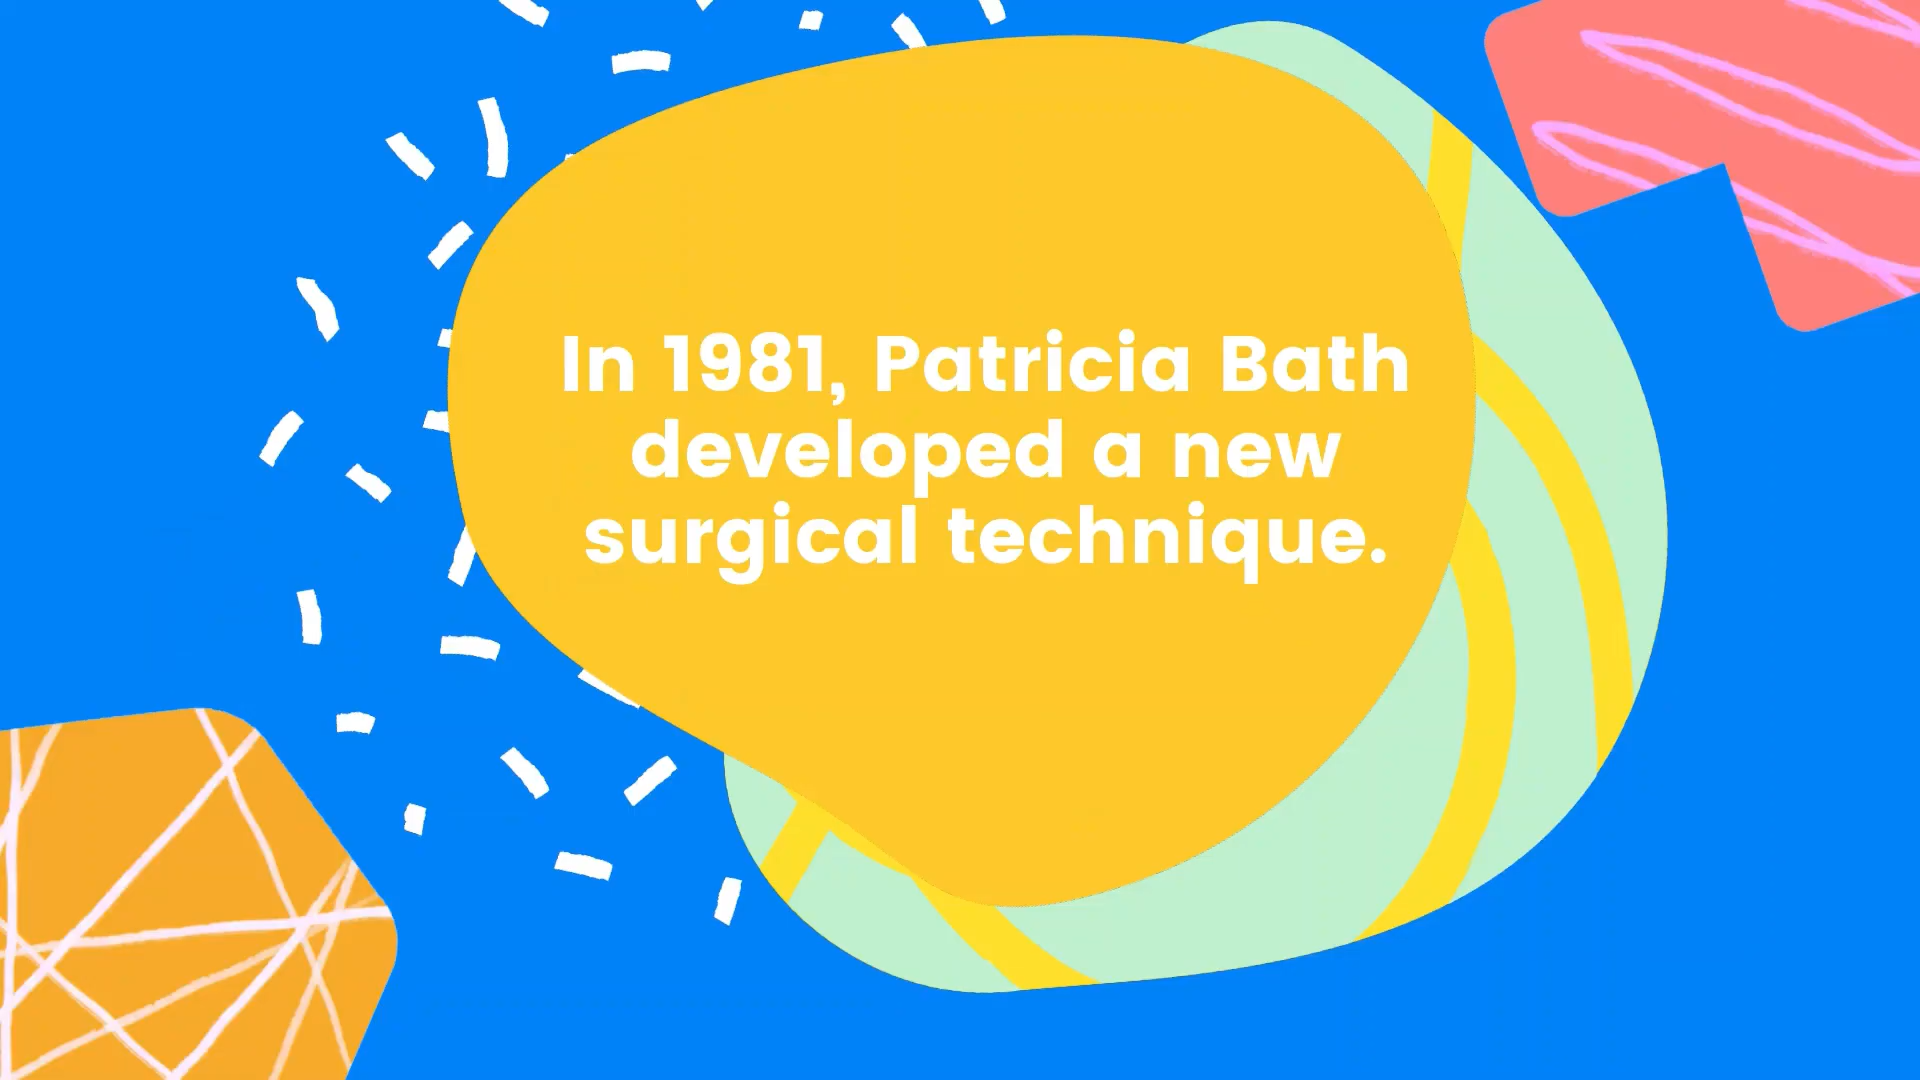 In 1981, Patricia Bath
developed a new
surgical technique.